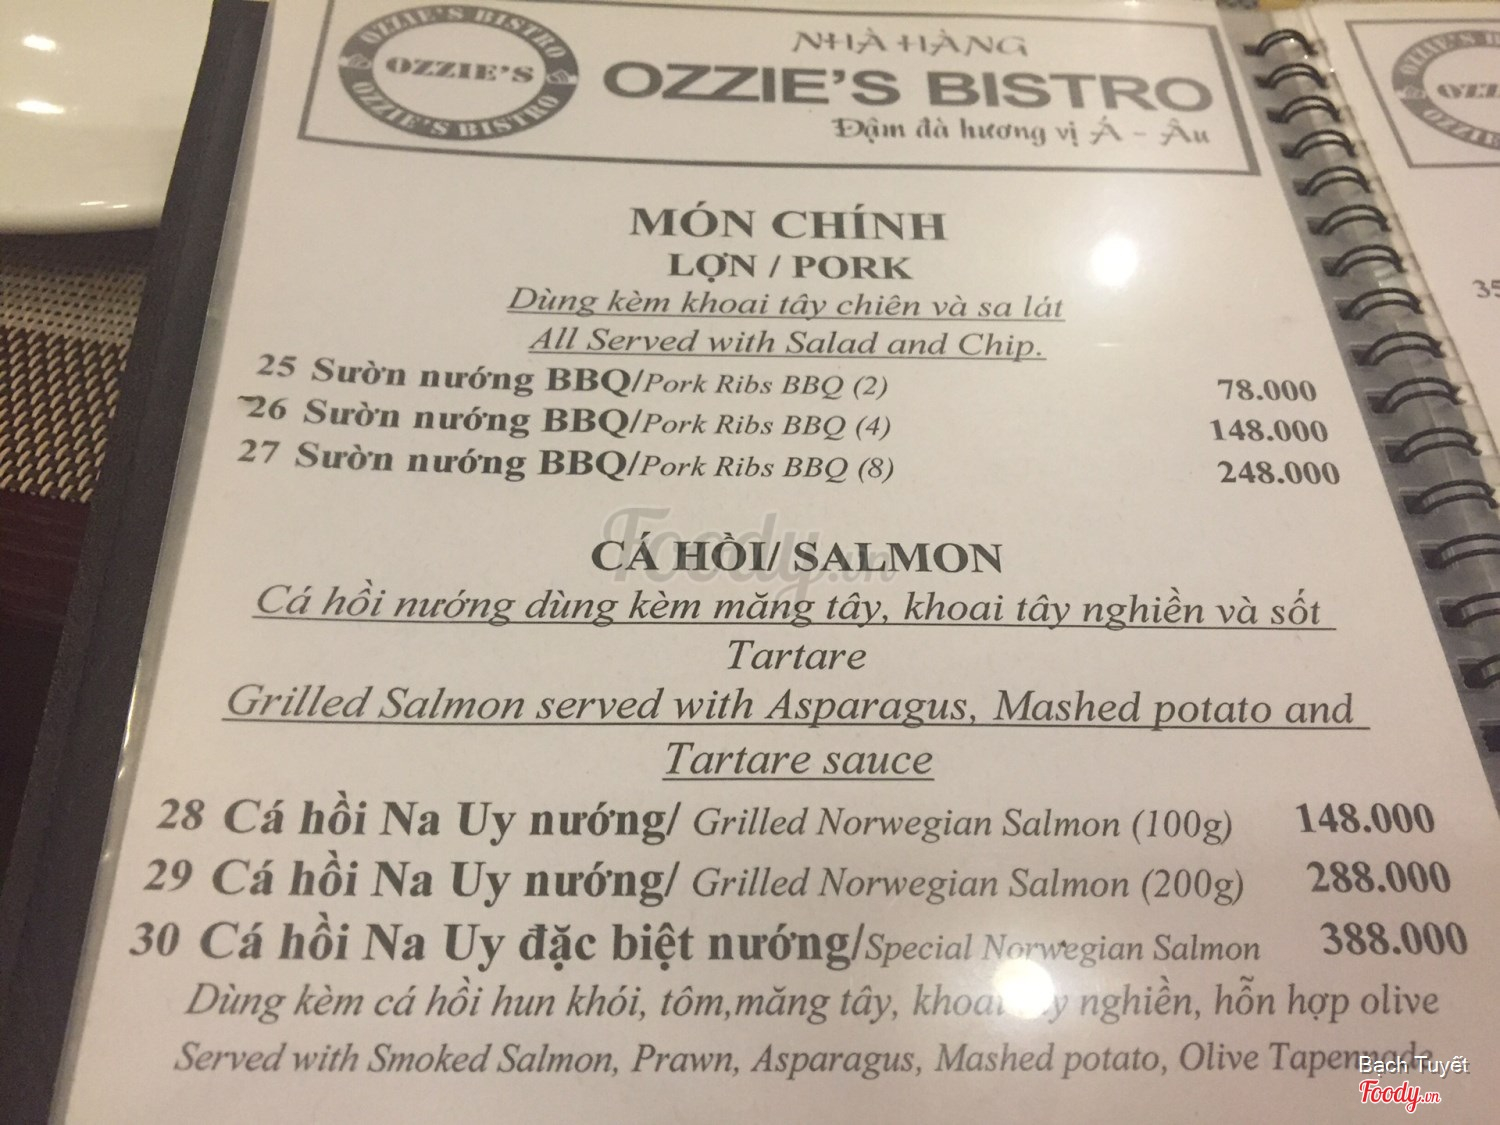 OZZIE'S BISTRO
OZZIE'S
OZZIE'S BISTRO
NHÀ HÀNG
OZZIE'S BISTRO
Đậm đà hương vị Á - Âu
MÓN CHÍNH
LỢN / PORK
Dùng kèm khoai tây chiên và sa lát
All Served with Salad and Chip.
25 Sườn nướng BBQ/Pork Ribs BBQ (2) 78.000
26 Sườn nướng BBQ/Pork Ribs BBQ (4) 148.000
27 Sườn nướng BBQ/Pork Ribs BBQ (8) 248.000
Foody.vn
CÁ HỒI/ SALMON
Cá hồi nướng dùng kèm măng tây, khoai tây nghiền và sốt
Tartare
Grilled Salmon served with Asparagus, Mashed potato and
Tartare sauce
28 Cá hồi Na Uy nướng/ Grilled Norwegian Salmon (100g) 148.000
29 Cá hồi Na Uy nướng/ Grilled Norwegian Salmon (200g) 288.000
30 Cá hồi Na Uy đặc biệt nướng/Special Norwegian Salmon 388.000
Dùng kèm cá hồi hun khói, tôm,măng tây, khoai tây nghiền, hỗn hợp olive
Served with Smoked Salmon, Prawn, Asparagus, Mashed potato, Olive Tapennade
Bạch Tuyết
Foody.vn